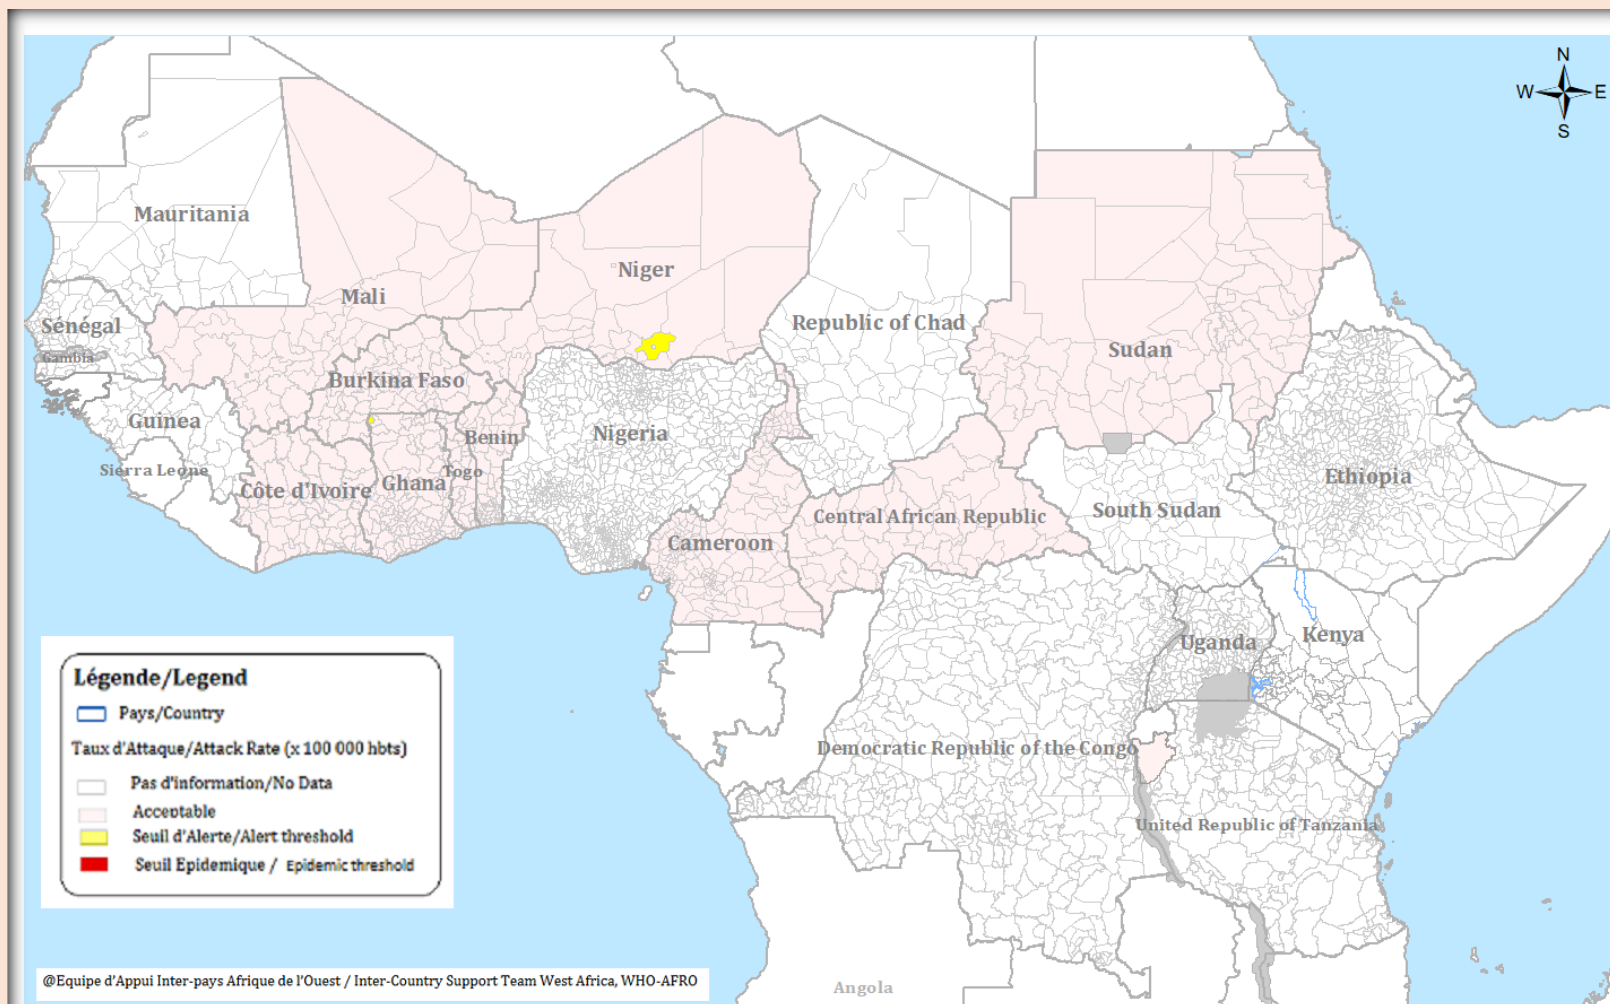 N
W E
S
Mauritania
Niger
Mali
Sénégal
Republic of Chad
Gambia
Sudan
Burkina Faso
Guinea
Benin
Nigeria
Sierra Leone
Togo
Côte d'Ivoire
Ghana
Ethiopia
Central African Republic
South Sudan
Cameroon
Uganda
Kenya
Democratic Republic of the Congo
United Republic of Tanzania
Angola
Légende/Legend
Pays/Country
Taux d'Attaque/Attack Rate (x 100 000 hbts)
Pas d'information/No Data
Acceptable
Seuil d'Alerte/Alert threshold
Seuil Epidemique / Epidemic threshold
@Equipe d'Appui Inter-pays Afrique de l'Ouest / Inter-Country Support Team West Africa, WHO-AFRO